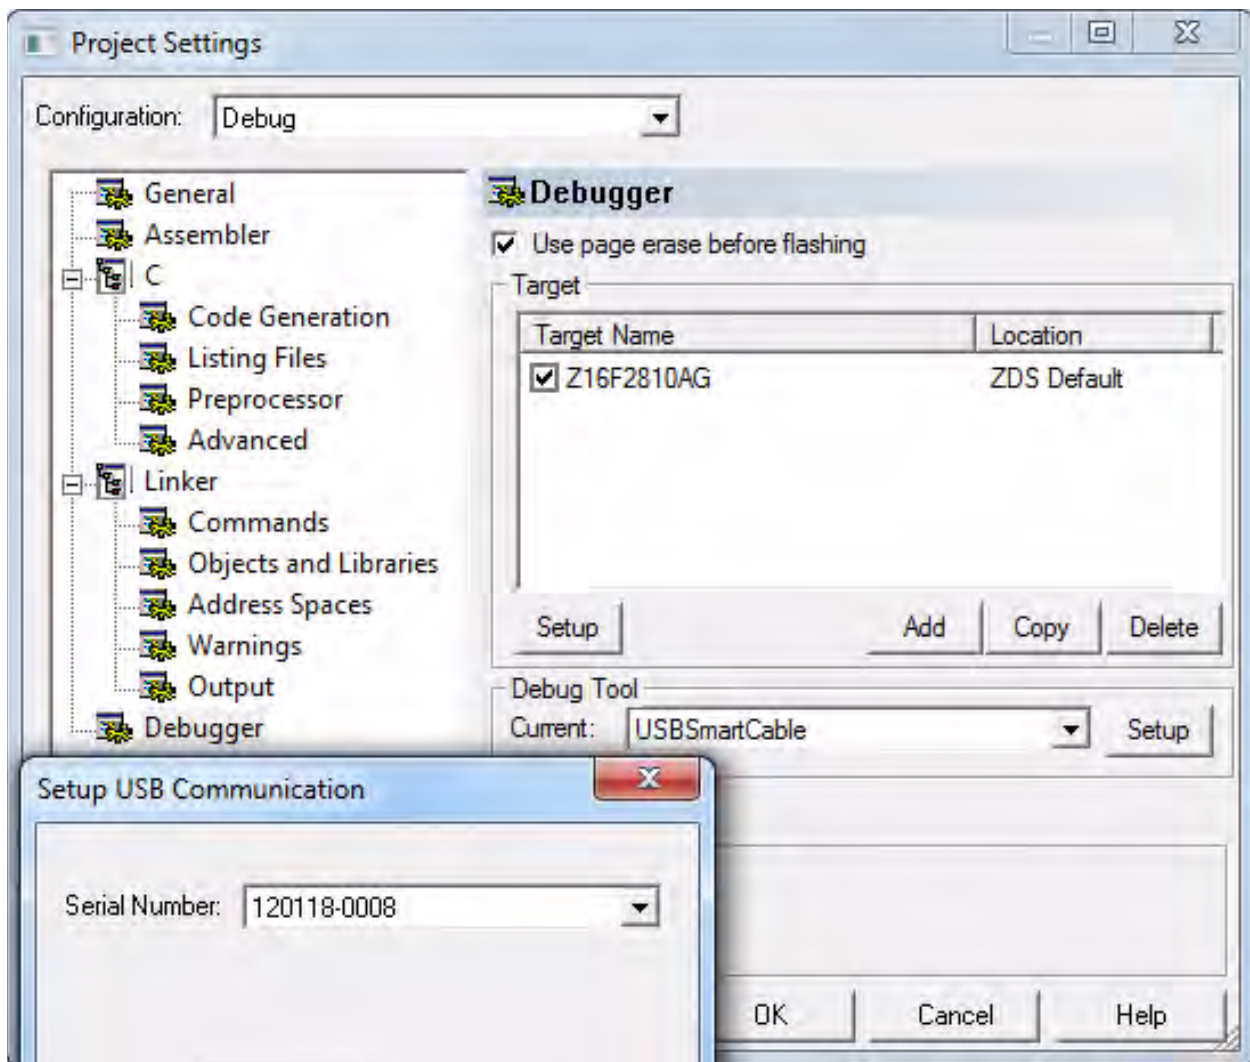 Project Settings
Configuration: Debug
General
Assembler
C
Code Generation
Listing Files
Preprocessor
Advanced
Linker
Commands
Objects and Libraries
Address Spaces
Warnings
Output
Debugger
Debugger
Use page erase before flashing
Target
Target Name Location
Z16F2810AG ZDS Default
Setup Add Copy Delete
Debug Tool
Current: USBSmartCable Setup
Setup USB Communication
Serial Number: 120118-0008
OK Cancel Help